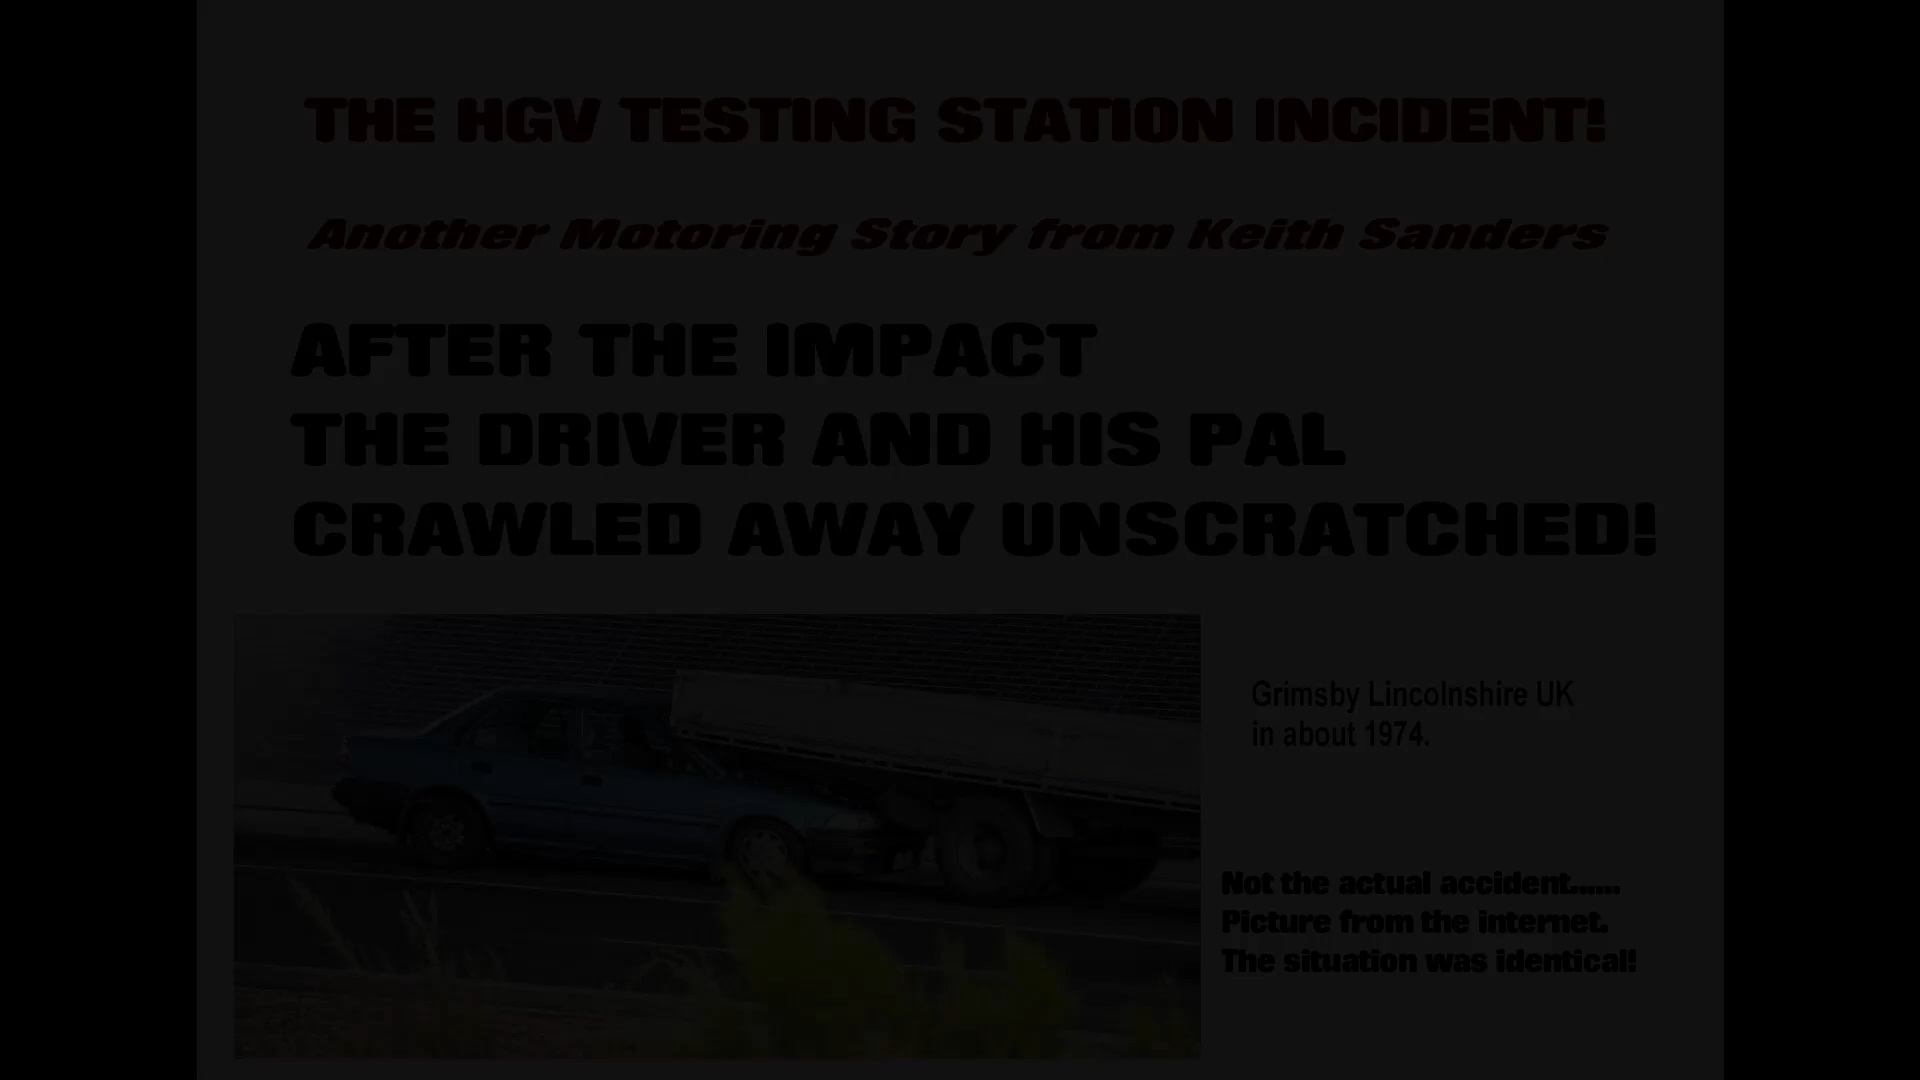 THE HGV TESTING STATION INCIDENT!
Another Motoring Story from Keith Sanders
AFTER THE IMPACT
THE DRIVER AND HIS PAL
CRAWLED AWAY UNSCRATCHED!
Grimsby Lincolnshire UK
in about 1974.
Not the actual accident......
Picture from the internet.
The situation was identical!